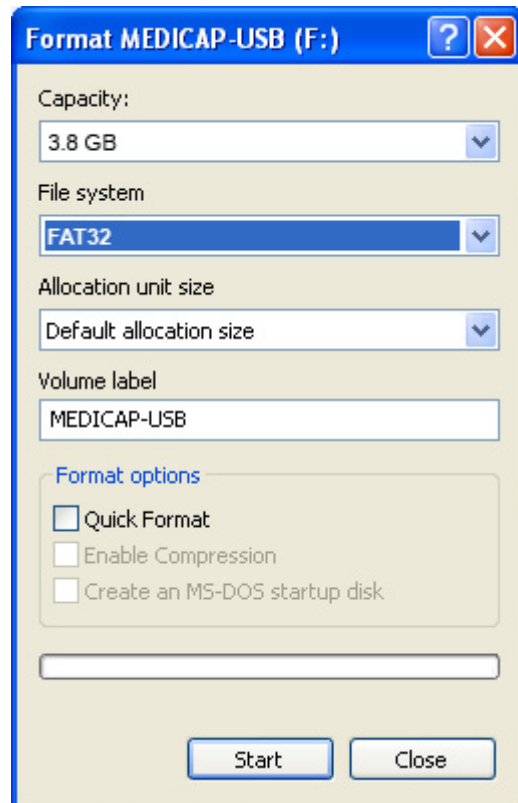 Format MEDICAP-USB (F:)
Capacity:
3.8 GB
File system
FAT32
Allocation unit size
Default allocation size
Volume label
MEDICAP-USB
Format options
Quick Format
Enable Compression
Create an MS-DOS startup disk
Start Close